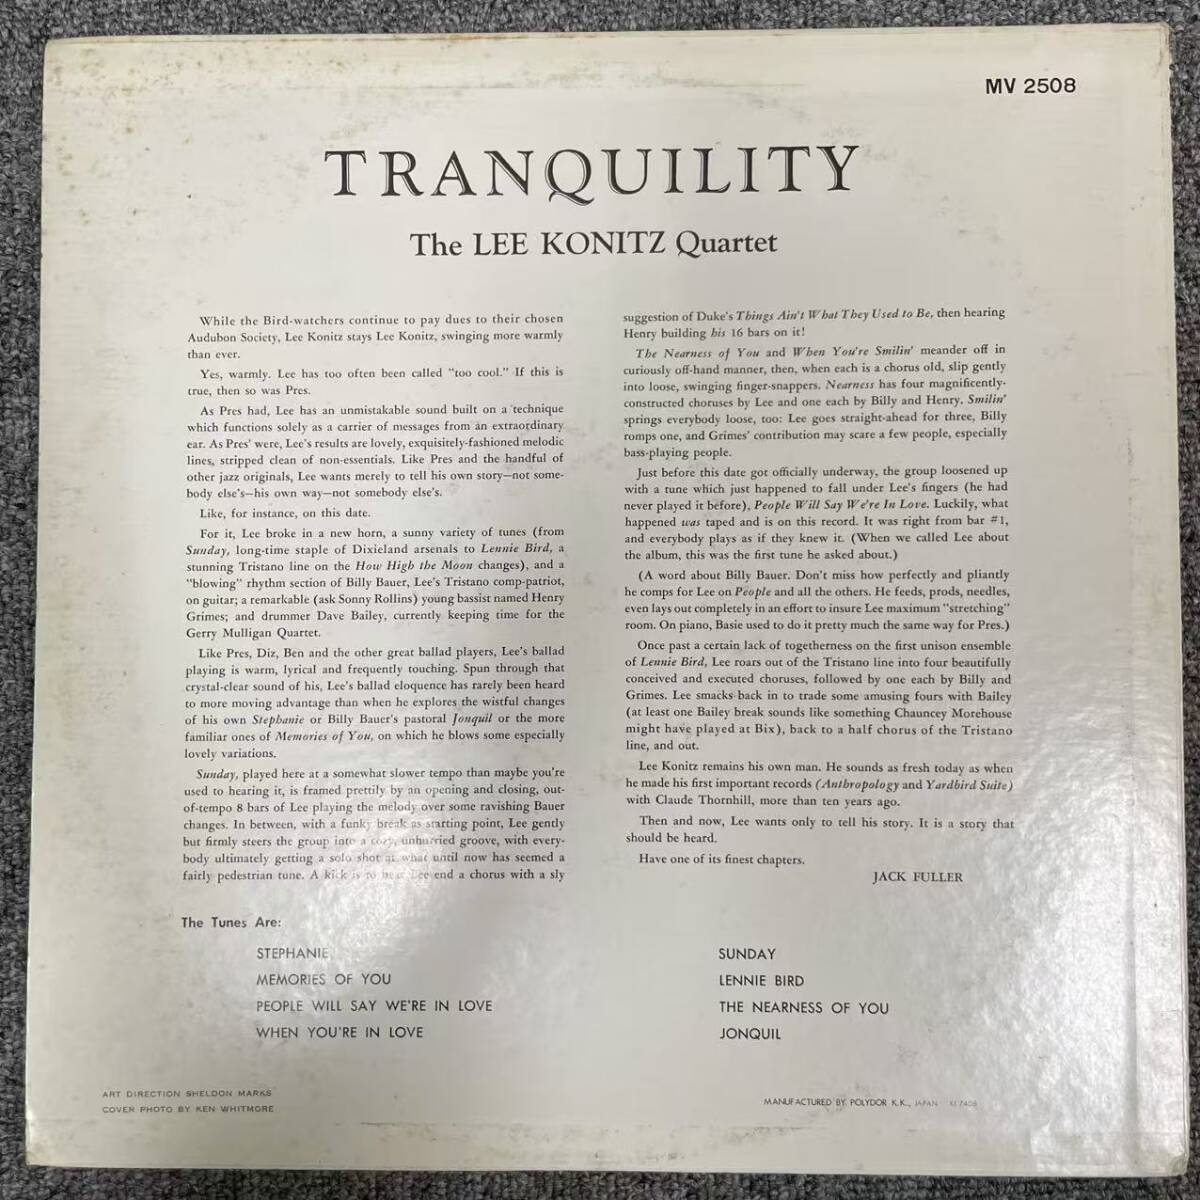 MV 2508
TRANQUILITY
The LEE KONITZ Quartet
While the Bird-watchers continue to pay dues to their chosen
Audubon Society, Lee Konitz stays Lee Konitz, swinging more warmly
than ever.
Yes, warmly. Lee has too often been called "too cool." If this is
true, then so was Pres.
As Pres had, Lee has an unmistakable sound built on a technique
which functions solely as a carrier of messages from an extraordinary
ear. As Pres' were, Lee's results are lovely, exquisitely-fashioned melodic
lines, stripped clean of non-essentials. Like Pres and the handful of
other jazz originals, Lee wants merely to tell his own story—not some-
body else's—his own way—not somebody else's.
Like, for instance, on this date.
For it, Lee broke in a new horn, a sunny variety of tunes (from
Sunday, long-time staple of Dixieland arsenals to Lennie Bird, a
stunning Tristano line on the How High the Moon changes), and a
"blowing" rhythm section of Billy Bauer, Lee's Tristano comp-patriot,
on guitar; a remarkable (ask Sonny Rollins) young bassist named Henry
Grimes; and drummer Dave Bailey, currently keeping time for the
Gerry Mulligan Quartet.
Like Pres, Diz, Ben and the other great ballad players, Lee's ballad
playing is warm, lyrical and frequently touching. Spun through that
crystal-clear sound of his, Lee's ballad eloquence has rarely been heard
to more moving advantage than when he explores the wistful changes
of his own Stephanie or Billy Bauer's pastoral Jonquil or the more
familiar ones of Memories of You, on which he blows some especially
lovely variations.
Sunday, played here at a somewhat slower tempo than maybe you're
used to hearing it, is framed prettily by an opening and closing, out-
of-tempo 8 bars of Lee playing the melody over some ravishing Bauer
changes. In between, with a funky break as starting point, Lee gently
but firmly steers the group into a cozy, unhurried groove, with every-
body ultimately getting a solo shot at what until now has seemed a
fairly pedestrian tune. A kick is to hear Lee end a chorus with a sly
suggestion of Duke's Things Ain't What They Used to Be, then hearing
Henry building his 16 bars on it!
The Nearness of You and When You're Smilin' meander off in
curiously off-hand manner, then, when each is a chorus old, slip gently
into loose, swinging finger-snappers. Nearness has four magnificently-
constructed choruses by Lee and one each by Billy and Henry. Smilin'
springs everybody loose, too: Lee goes straight-ahead for three, Billy
romps one, and Grimes' contribution may scare a few people, especially
bass-playing people.
Just before this date got officially underway, the group loosened up
with a tune which just happened to fall under Lee's fingers (he had
never played it before), People Will Say We're In Love. Luckily, what
happened was taped and is on this record. It was right from bar #1,
and everybody plays as if they knew it. (When we called Lee about
the album, this was the first tune he asked about.)
(A word about Billy Bauer. Don't miss how perfectly and pliantly
he comps for Lee on People and all the others. He feeds, prods, needles,
even lays out completely in an effort to insure Lee maximum "stretching"
room. On piano, Basie used to do it pretty much the same way for Pres.)
Once past a certain lack of togetherness on the first unison ensemble
of Lennie Bird, Lee roars out of the Tristano line into four beautifully
conceived and executed choruses, followed by one each by Billy and
Grimes. Lee smacks back in to trade some amusing fours with Bailey
(at least one Bailey break sounds like something Chauncey Morehouse
might have played at Bix), back to a half chorus of the Tristano
line, and out.
Lee Konitz remains his own man. He sounds as fresh today as when
he made his first important records (Anthropology and Yardbird Suite)
with Claude Thornhill, more than ten years ago.
Then and now, Lee wants only to tell his story. It is a story that
should be heard.
Have one of its finest chapters.
JACK FULLER
The Tunes Are:
STEPHANIE
MEMORIES OF YOU
PEOPLE WILL SAY WE'RE IN LOVE
WHEN YOU'RE IN LOVE
SUNDAY
LENNIE BIRD
THE NEARNESS OF YOU
JONQUIL
ART DIRECTION SHELDON MARKS
COVER PHOTO BY KEN WHITMORE
MANUFACTURED BY POLYDOR K.K., JAPAN